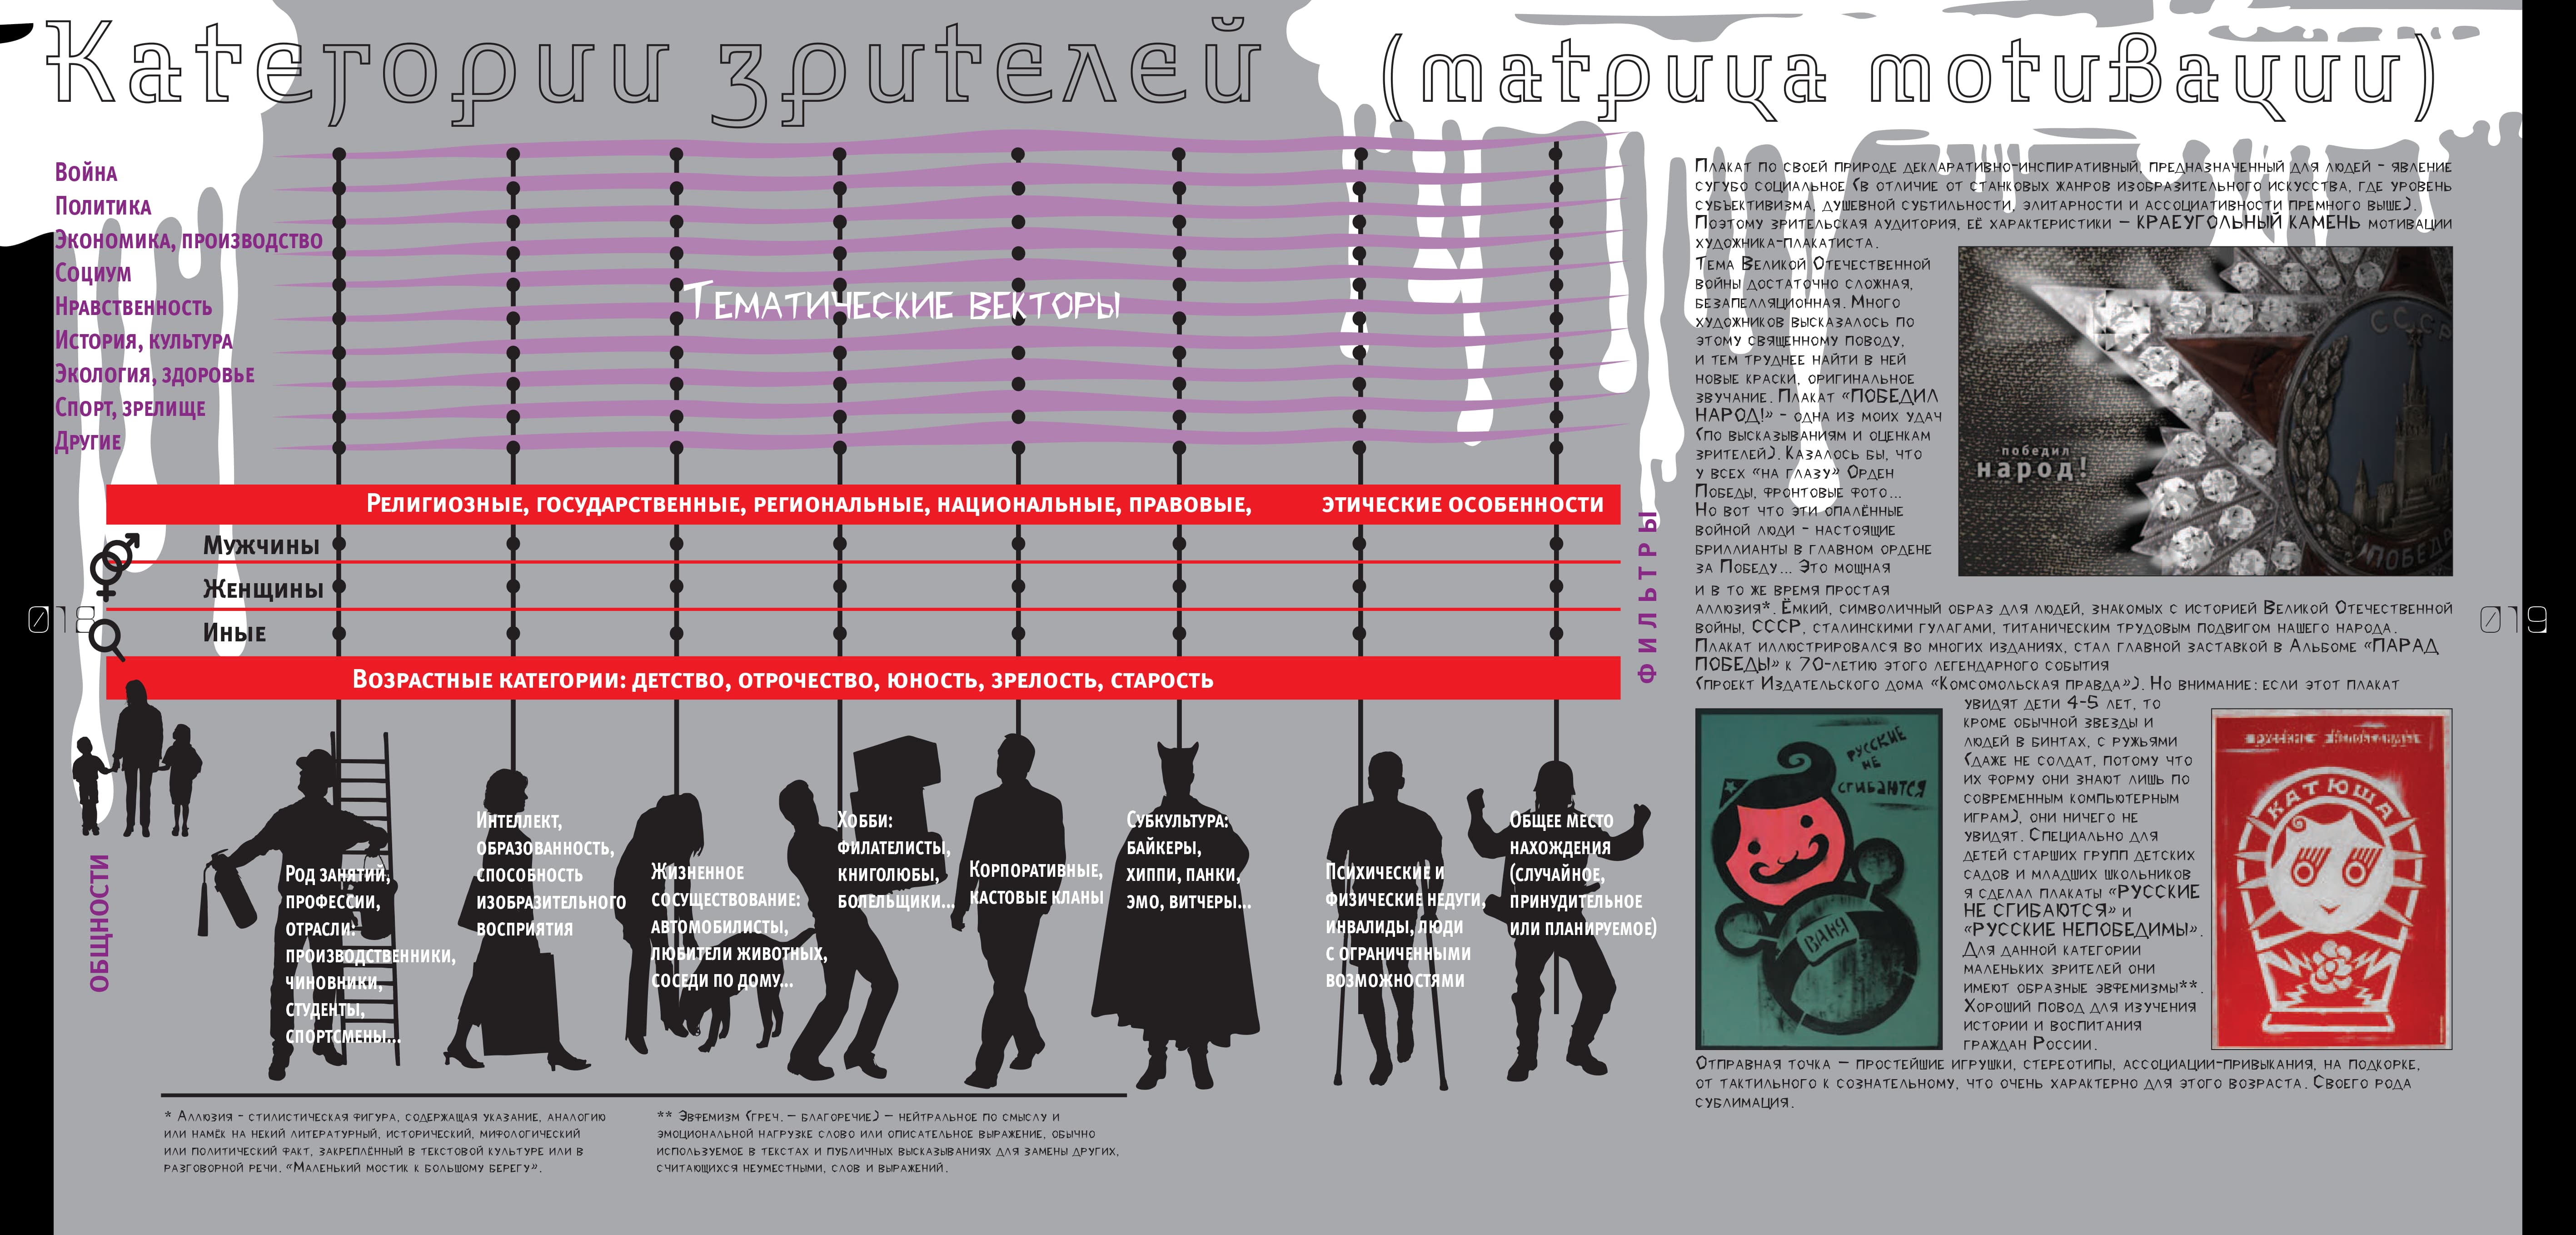 Категории зрителей (матрица мотивации)
Война
Политика
Экономика, производство
Социум
Нравственность
История, культура
Экология, здоровье
Спорт, зрелище
Другие
Тематические векторы
Религиозные, государственные, региональные, национальные, правовые, этические особенности
Мужчины
Женщины
Иные
Возрастные категории: детство, отрочество, юность, зрелость, старость
ФИЛЬТРЫ
ОБЩНОСТИ
018
Род занятий,
профессии,
отрасли:
производственники,
чиновники,
студенты,
спортсмены...
Интеллект,
образованность,
способность
изобразительного
восприятия
Жизненное
сосуществование:
автомобилисты,
любители животных,
соседи по дому...
Хобби:
филателисты,
книголюбы,
болельщики...
Корпоративные,
кастовые кланы
Субкультура:
байкеры,
хиппи, панки,
эмо, витчеры...
Психические и
физические недуги,
инвалиды, люди
с ограниченными
возможностями
Общее место
нахождения
(случайное,
принудительное
или планируемое)
* Аллюзия - стилистическая фигура, содержащая указание, аналогию
или намёк на некий литературный, исторический, мифологический
или политический факт, закреплённый в текстовой культуре или в
разговорной речи. «Маленький мостик к большому берегу».
** Эвфемизм (греч. — благоречие) — нейтральное по смыслу и
эмоциональной нагрузке слово или описательное выражение, обычно
используемое в текстах и публичных высказываниях для замены других,
считающихся неуместными, слов и выражений.
Плакат по своей природе декларативно-инспиративный, предназначенный для людей - явление
сугубо социальное (в отличие от станковых жанров изобразительного искусства, где уровень
субъективизма, душевной субтильности, элитарности и ассоциативности премного выше).
Поэтому зрительская аудитория, её характеристики — КРАЕУГОЛЬНЫЙ КАМЕНЬ мотивации
художника-плакатиста.
Тема Великой Отечественной
войны достаточно сложная,
безапелляционная. Много
художников высказалось по
этому священному поводу,
и тем труднее найти в ней
новые краски, оригинальное
звучание. Плакат «ПОБЕДИЛ
НАРОД!» - одна из моих удач
(по высказываниям и оценкам
зрителей). Казалось бы, что
у всех «на глазу» Орден
Победы, фронтовые фото...
Но вот что эти опалённые
войной люди - настоящие
бриллианты в главном ордене
за Победу... Это мощная
и в то же время простая
аллюзия*. Ёмкий, символичный образ для людей, знакомых с историей Великой Отечественной
войны, СССР, сталинскими гулагами, титаническим трудовым подвигом нашего народа.
Плакат иллюстрировался во многих изданиях, стал главной заставкой в Альбоме «ПАРАД
ПОБЕДЫ» к 70-летию этого легендарного события
(проект Издательского дома «Комсомольская правда»). Но внимание: если этот плакат
увидят дети 4-5 лет, то
кроме обычной звезды и
людей в бинтах, с ружьями
(даже не солдат, потому что
их форму они знают лишь по
современным компьютерным
играм), они ничего не
увидят. Специально для
детей старших групп детских
садов и младших школьников
я сделал плакаты «РУССКИЕ
НЕ СГИБАЮТСЯ» и
«РУССКИЕ НЕПОБЕДИМЫ».
Для данной категории
маленьких зрителей они
имеют образные эвфемизмы**.
Хороший повод для изучения
истории и воспитания
граждан России.
Отправная точка — простейшие игрушки, стереотипы, ассоциации-привыкания, на подкорке,
от тактильного к сознательному, что очень характерно для этого возраста. Своего рода
сублимация.
победил
народ!
СССР
ПОБЕДА
РУССКИЕ
НЕ
СГИБАЮТСЯ
ВАНЯ
РУССКИЕ НЕПОБЕДИМЫ
КАТЮША
019